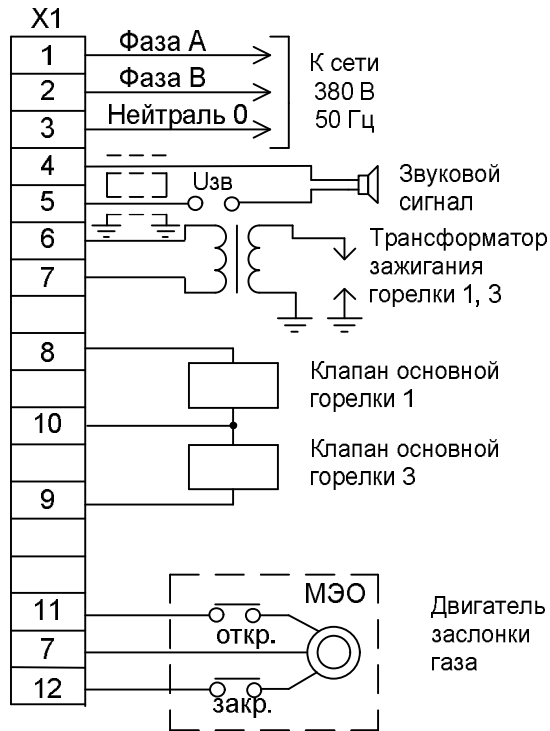 X1
1 Фаза А
2 Фаза В
3 Нейтраль 0
К сети
380 В
50 Гц
4
5 Uзв
Звуковой
сигнал
6
7
Трансформатор
зажигания
горелки 1, 3
8
Клапан основной
горелки 1
10
Клапан основной
горелки 3
9
МЭО
11 откр.
7
12 закр.
Двигатель
заслонки
газа